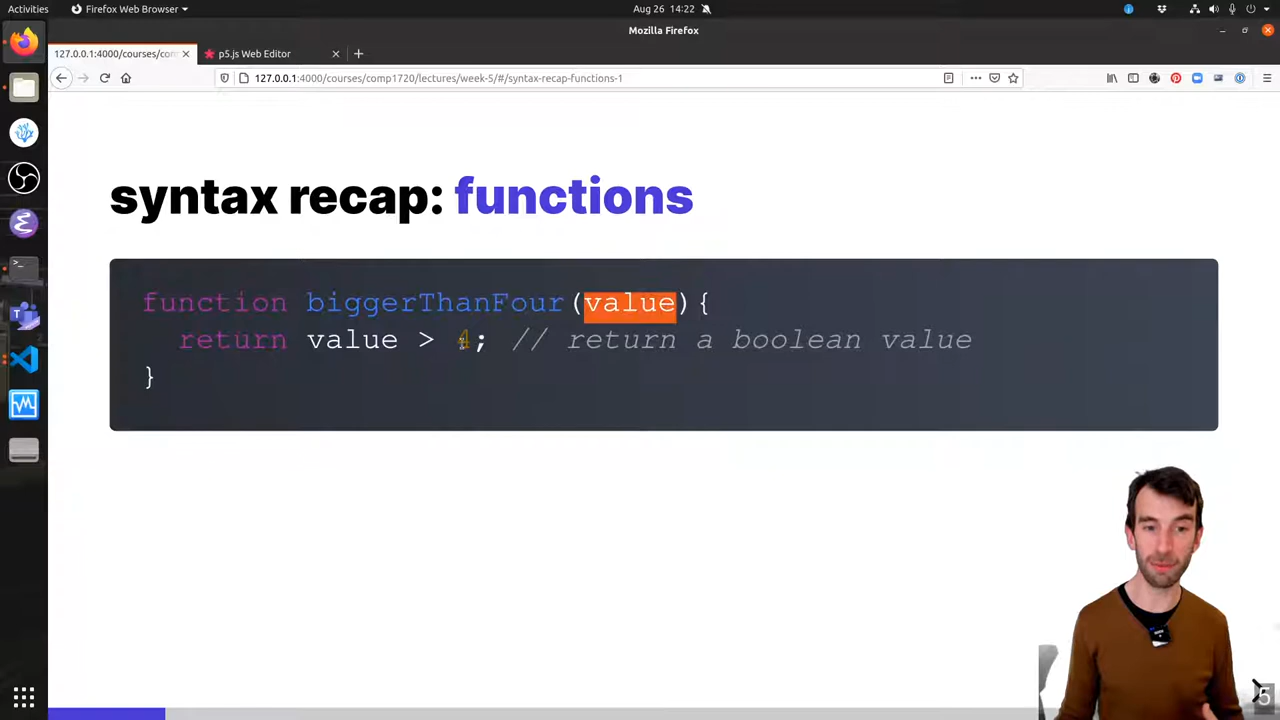 Activities
Firefox Web Browser
Aug 26 14:22
Mozilla Firefox
127.0.0.1:4000/courses/com
p5.js Web Editor
127.0.0.1:4000/courses/comp1720/lectures/week-5/#/syntax-recap-functions-1
syntax recap: functions
function biggerThanFour(value){
return value > 4; // return a boolean value
}
5